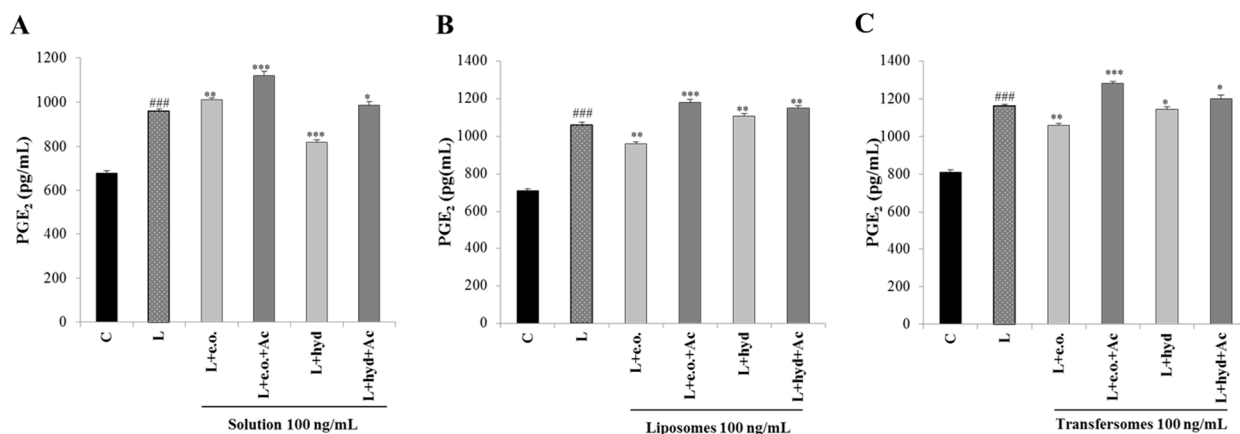 A
PGE₂ (pg/mL)
1200
1000
800
600
400
200
0
###
**
***
***
*
C
L
L+e.o.
L+e.o.+Ac
L+hyd
L+hyd+Ac
Solution 100 ng/mL
B
PGE₂ (pg(mL)
1400
1200
1000
800
600
400
200
0
###
**
***
**
**
C
L
L+e.o.
L+e.o.+Ac
L+hyd
L+hyd+Ac
Liposomes 100 ng/mL
C
PGE₂ (pg/mL)
1400
1200
1000
800
600
400
200
0
###
**
***
*
*
C
L
L+e.o.
L+e.o.+Ac
L+hyd
L+hyd+Ac
Transfersomes 100 ng/mL